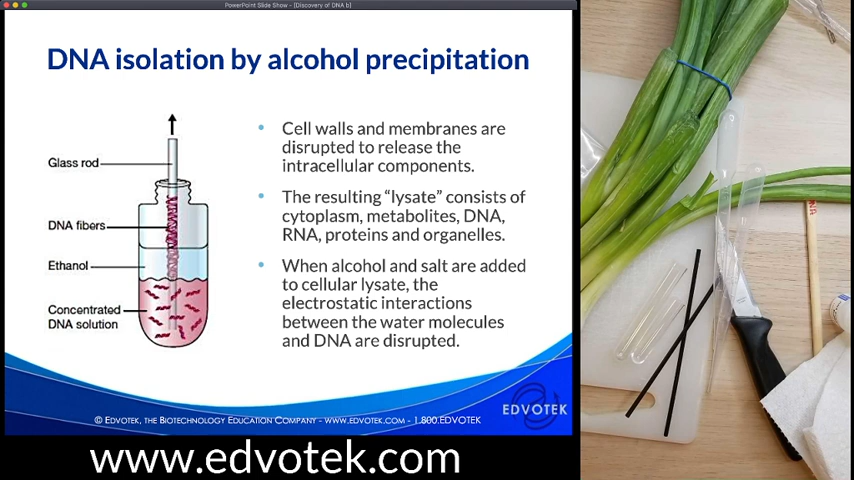 PowerPoint Slide Show - [Discovery of DNA b]
DNA isolation by alcohol precipitation
Glass rod
DNA fibers
Ethanol
Concentrated
DNA solution
• Cell walls and membranes are
disrupted to release the
intracellular components.
• The resulting “lysate” consists of
cytoplasm, metabolites, DNA,
RNA, proteins and organelles.
• When alcohol and salt are added
to cellular lysate, the
electrostatic interactions
between the water molecules
and DNA are disrupted.
© EDVOTEK, THE BIOTECHNOLOGY EDUCATION COMPANY - WWW.EDVOTEK.COM - 1.800.EDVOTEK
EDVOTEK
www.edvotek.com